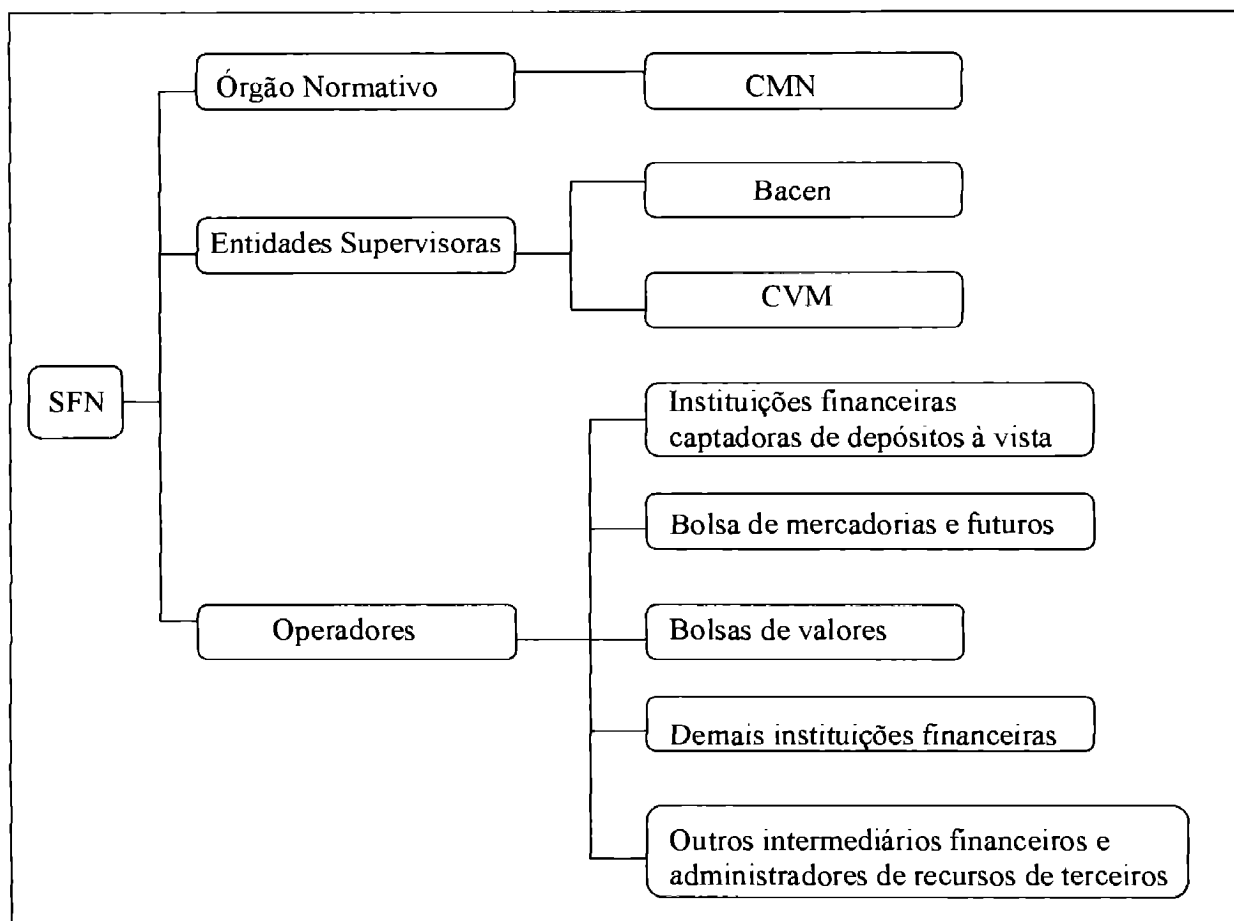 Órgão Normativo
CMN
Bacen
Entidades Supervisoras
CVM
SFN
Instituições financeiras
captadoras de depósitos à vista
Bolsa de mercadorias e futuros
Operadores
Bolsas de valores
Demais instituições financeiras
Outros intermediários financeiros e
administradores de recursos de terceiros